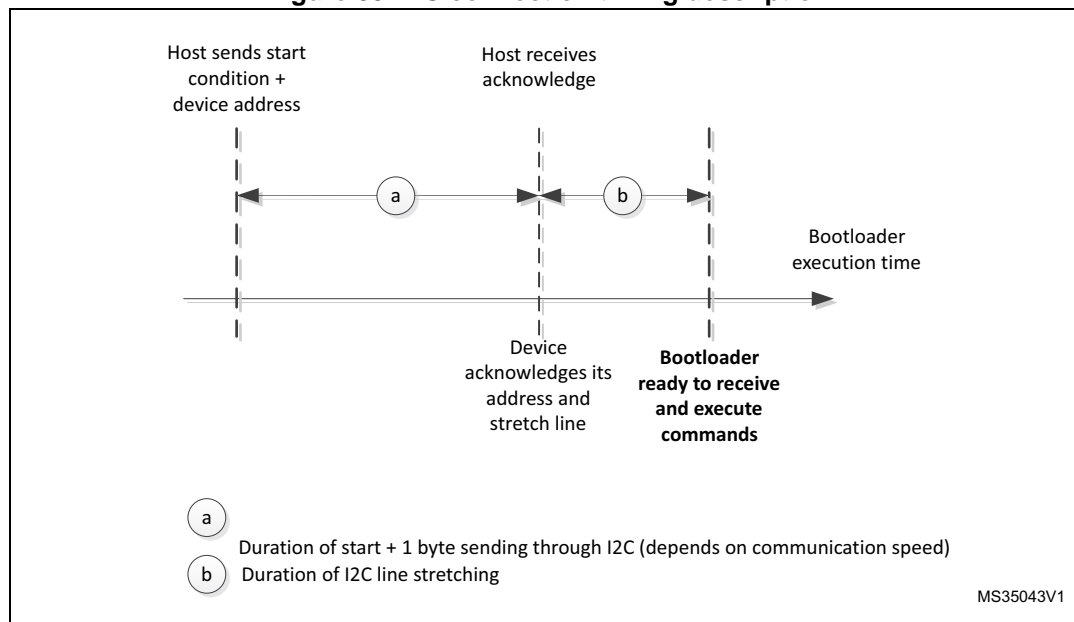 Host sends start
condition +
device address
Host receives
acknowledge
a
b
Bootloader
execution time
Device
acknowledges its
address and
stretch line
Bootloader
ready to receive
and execute
commands
a
Duration of start + 1 byte sending through I2C (depends on communication speed)
b Duration of I2C line stretching
MS35043V1